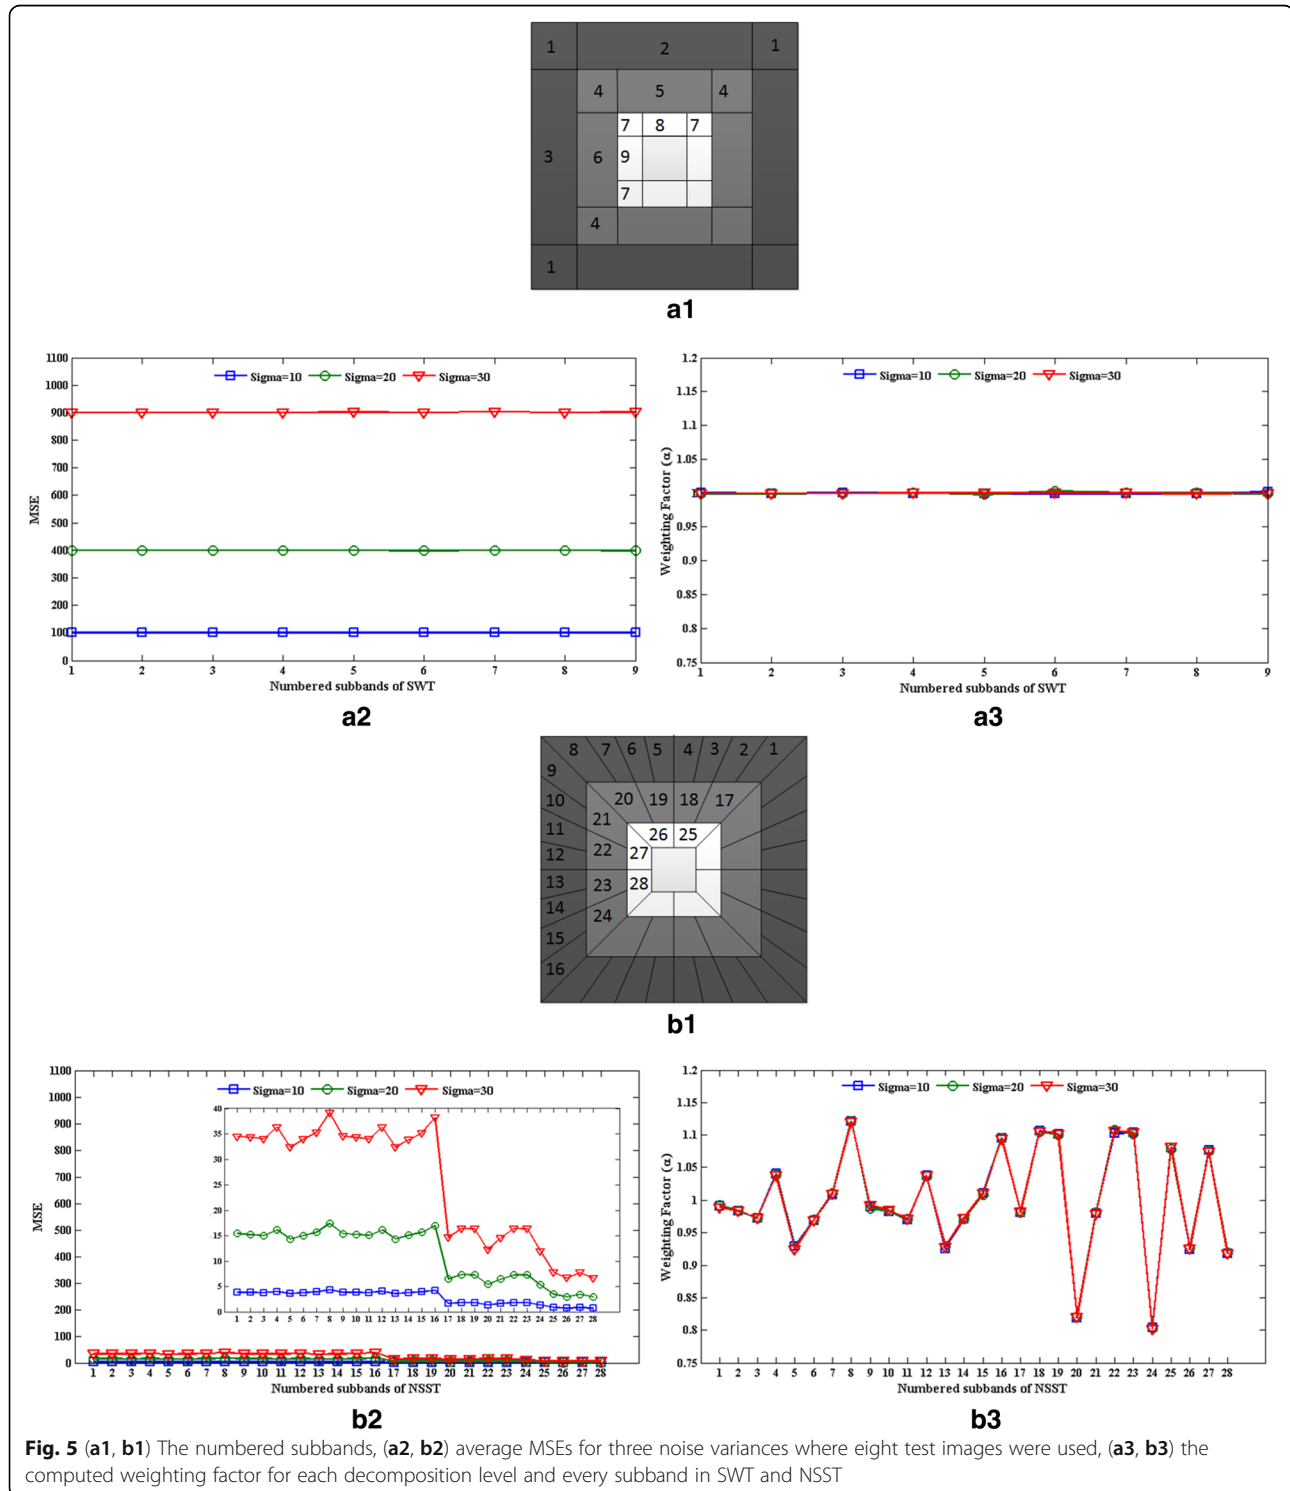 1 2 1
4 5 4
7 8 7
3 6 9
7
4
1
a1
1100
1000
900
800
700
600
500
400
300
200
100
0
MSE
Sigma=10 Sigma=20 Sigma=30
1 2 3 4 5 6 7 8 9
Numbered subbands of SWT
a2
1.2
1.15
1.1
1.05
1
0.95
0.9
0.85
0.8
0.75
Weighting Factor (α)
Sigma=10 Sigma=20 Sigma=30
1 2 3 4 5 6 7 8 9
Numbered subbands of SWT
a3
8 7 6 5 4 3 2 1
9
10 20 19 18 17
11 21
12 22 26 25
27
13 23 28
14 24
15
16
b1
1100
1000
900
800
700
600
500
400
300
200
100
0
MSE
Sigma=10 Sigma=20 Sigma=30
40
35
30
25
20
15
10
5
0
1 2 3 4 5 6 7 8 9 10 11 12 13 14 15 16 17 18 19 20 21 22 23 24 25 26 27 28
1 2 3 4 5 6 7 8 9 10 11 12 13 14 15 16 17 18 19 20 21 22 23 24 25 26 27 28
Numbered subbands of NSST
b2
1.2
1.15
1.1
1.05
1
0.95
0.9
0.85
0.8
0.75
Weighting Factor (α)
Sigma=10 Sigma=20 Sigma=30
1 2 3 4 5 6 7 8 9 10 11 12 13 14 15 16 17 18 19 20 21 22 23 24 25 26 27 28
Numbered subbands of NSST
b3
Fig. 5 (a1, b1) The numbered subbands, (a2, b2) average MSEs for three noise variances where eight test images were used, (a3, b3) the
computed weighting factor for each decomposition level and every subband in SWT and NSST